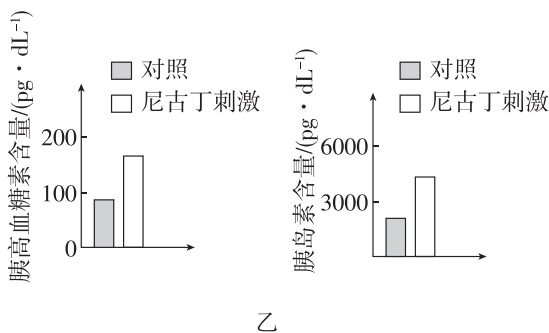 胰高血糖素含量/(pg·dL⁻¹)
对照
尼古丁刺激
200
100
0
胰岛素含量/(pg·dL⁻¹)
对照
尼古丁刺激
6000
3000
乙